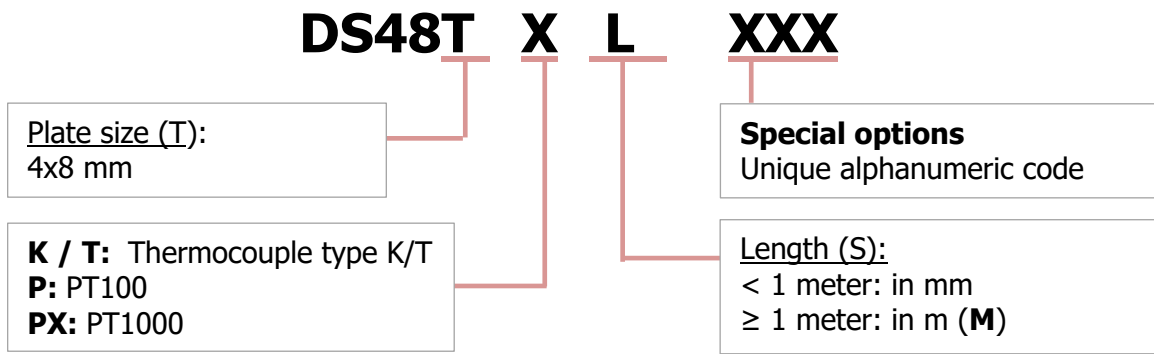 DS48T X L XXX
Plate size (T):
4x8 mm
Special options
Unique alphanumeric code
K / T: Thermocouple type K/T
P: PT100
PX: PT1000
Length (S):
< 1 meter: in mm
≥ 1 meter: in m (M)